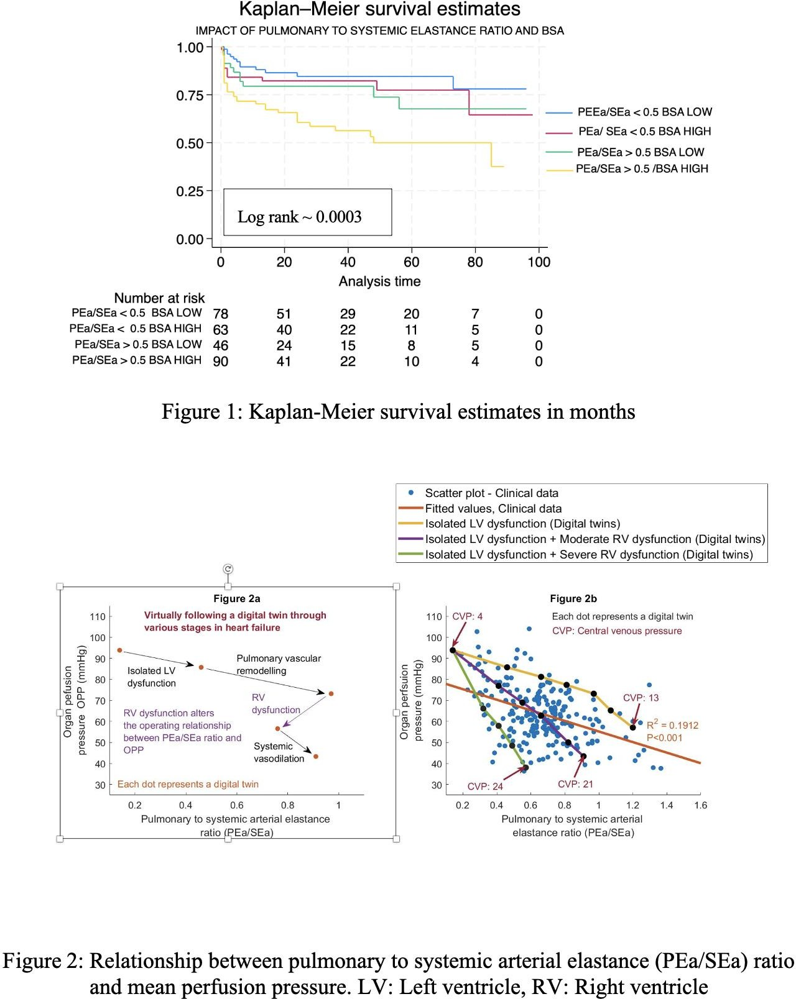 Kaplan–Meier survival estimates
IMPACT OF PULMONARY TO SYSTEMIC ELASTANCE RATIO AND BSA
1.00
0.75
0.50
0.25
0.00
Log rank ~ 0.0003
0 20 40 60 80 100
Analysis time
PEEa/SEa < 0.5 BSA LOW
PEa/ SEa < 0.5 BSA HIGH
PEa/SEa > 0.5 BSA LOW
PEa/SEa > 0.5 /BSA HIGH
Number at risk
PEa/SEa < 0.5 BSA LOW 78 51 29 20 7 0
PEa/SEa < 0.5 BSA HIGH 63 40 22 11 5 0
PEa/SEa > 0.5 BSA LOW 46 24 15 8 5 0
PEa/SEa > 0.5 BSA HIGH 90 41 22 10 4 0
Figure 1: Kaplan-Meier survival estimates in months
Scatter plot - Clinical data
Fitted values, Clinical data
Isolated LV dysfunction (Digital twins)
Isolated LV dysfunction + Moderate RV dysfunction (Digital twins)
Isolated LV dysfunction + Severe RV dysfunction (Digital twins)
Figure 2a
Virtually following a digital twin through
various stages in heart failure
110
100
90
80
70
60
50
40
30
Organ pefusion
pressure OPP (mmHg)
Isolated LV
dysfunction
Pulmonary vascular
remodelling
RV
dysfunction
RV dysfunction alters
the operating relationship
between PEa/SEa ratio and
OPP
Systemic
vasodilation
Each dot represents a digital twin
0.2 0.4 0.6 0.8 1
Pulmonary to systemic arterial elastance
ratio (PEa/SEa)
Figure 2b
Each dot represents a digital twin
CVP: Central venous pressure
CVP: 4
110
100
90
80
70
60
50
40
30
Organ perfsuion
pressure (mmHg)
CVP: 13
R2 = 0.1912
P<0.001
CVP: 24
CVP: 21
0.2 0.4 0.6 0.8 1 1.2 1.4 1.6
Pulmonary to systemic arterial
elastance ratio (PEa/SEa)
Figure 2: Relationship between pulmonary to systemic arterial elastance (PEa/SEa) ratio
and mean perfusion pressure. LV: Left ventricle, RV: Right ventricle